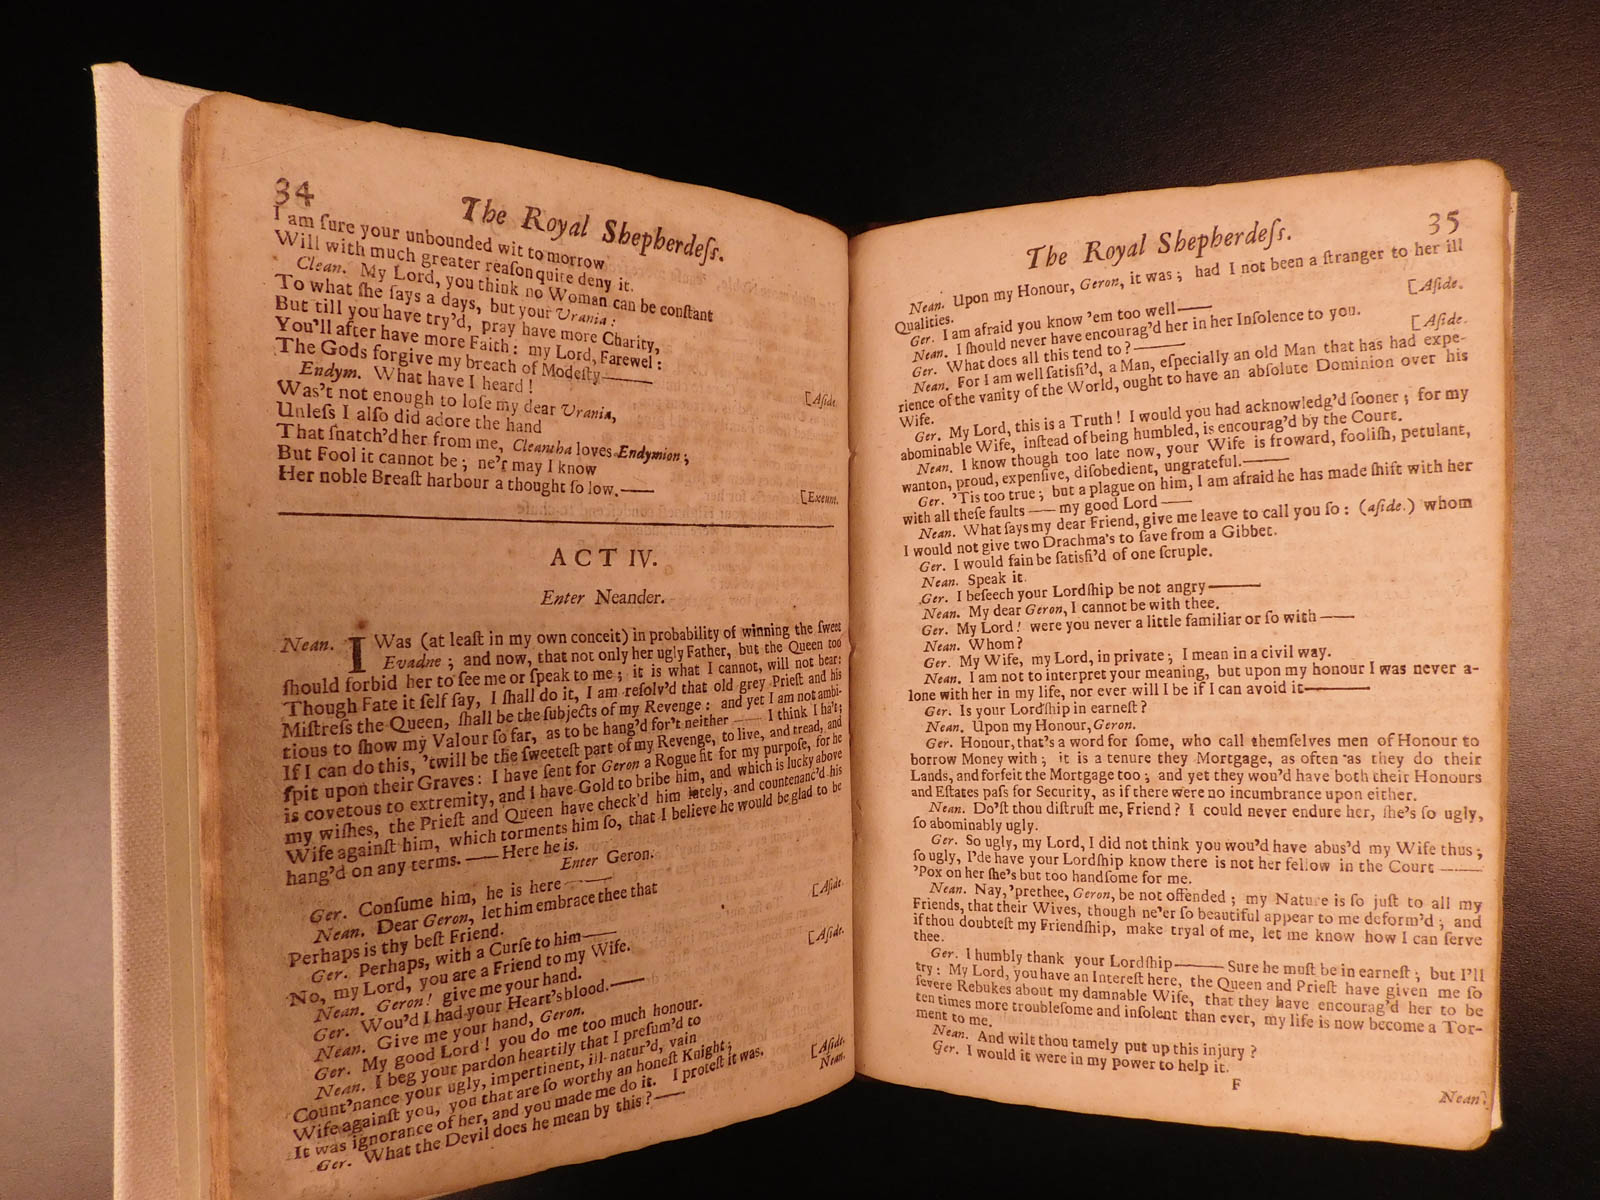 34
The Royal Shepherdeſs.
I am ſure your unbounded wit to morrow
Will with much greater reaſon quite deny it.
Clean. My Lord, you think no Woman can be conſtant
To what ſhe ſays a days, but your Urania:
But till you have try'd, pray have more Charity,
You'll after have more Faith: my Lord, Farewel:
The Gods forgive my breach of Modeſty—— [Aſide.
Endym. What have I heard!
Was't not enough to loſe my dear Urania,
Unleſs I alſo did adore the hand
That ſnatch'd her from me, Cleantha loves Endymion;
But Fool it cannot be; ne'r may I know
Her noble Breaſt harbour a thought ſo low.—— [Exeunt.
ACT IV.
Enter Neander.
Nean. I Was (at leaſt in my own conceit) in probability of winning the ſweet
Evadne; and now, that not only her ugly Father, but the Queen too
ſhould forbid her to ſee me or ſpeak to me; it is what I cannot, will not bear:
Though Fate it ſelf ſay, I ſhall do it, I am reſolv'd that old grey Prieſt and his
Miſtreſs the Queen, ſhall be the ſubjects of my Revenge: and yet I am not ambi-
tious to ſhow my Valour ſo far, as to be hang'd for't neither —— I think I ha't;
If I can do this, 'twill be the ſweeteſt part of my Revenge, to live, and tread, and
ſpit upon their Graves: I have ſent for Geron a Rogue fit for my purpoſe, for he
is covetous to extremity, and I have Gold to bribe him, and which is lucky above
my wiſhes, the Prieſt and Queen have check'd him lately, and countenanc'd his
Wife againſt him, which torments him ſo, that I believe he would be glad to be
hang'd on any terms.——Here he is.
Enter Geron.
Ger. Conſume him, he is here—— [Aſide.
Nean. Dear Geron, let him embrace thee that
Perhaps is thy beſt Friend.
Ger. Perhaps, with a Curſe to him—— [Aſide.
No, my Lord, you are a Friend to my Wife.
Nean. Geron! give me your hand.
Ger. Wou'd I had your Heart's blood.——
Nean. Give me your hand, Geron.
Ger. My good Lord! you do me too much honour.
Nean. I beg your pardon heartily that I preſum'd to
Count'nance your ugly, impertinent, ill-natur'd, vain
Wife againſt you, you that are ſo worthy an honeſt Knight;
It was ignorance of her, and you made me do it. I proteſt it was.
Ger. What the Devil does he mean by this?—— [Aſide.
Nean.
The Royal Shepherdeſs. 35
Nean. Upon my Honour, Geron, it was; had I not been a ſtranger to her ill
Qualities.
Ger. I am afraid you know 'em too well—— [Aſide.
Nean. I ſhould never have encourag'd her in her Inſolence to you.
Ger. What does all this tend to?—— [Aſide.
Nean. For I am well ſatisfi'd, a Man, eſpecially an old Man that has had expe-
rience of the vanity of the World, ought to have an abſolute Dominion over his
Wife.
Ger. My Lord, this is a Truth! I would you had acknowledg'd ſooner; for my
abominable Wife, inſtead of being humbled, is encourag'd by the Court.
Nean. I know though too late now, your Wife is froward, fooliſh, petulant,
wanton, proud, expenſive, diſobedient, ungrateful.——
Ger. 'Tis too true; but a plague on him, I am afraid he has made ſhift with her
with all theſe faults —— my good Lord ——
Nean. What ſays my dear Friend, give me leave to call you ſo: (aſide.) whom
I would not give two Drachma's to ſave from a Gibbet.
Ger. I would fain be ſatisfi'd of one ſcruple.
Nean. Speak it.
Ger. I beſeech your Lordſhip be not angry——
Nean. My dear Geron, I cannot be with thee.
Ger. My Lord! were you never a little familiar or ſo with ——
Nean. Whom?
Ger. My Wife, my Lord, in private; I mean in a civil way.
Nean. I am not to interpret your meaning, but upon my honour I was never a-
lone with her in my life, nor ever will I be if I can avoid it——
Ger. Is your Lordſhip in earneſt?
Nean. Upon my Honour, Geron.
Ger. Honour, that's a word for ſome, who call themſelves men of Honour to
borrow Money with; it is a tenure they Mortgage, as often as they do their
Lands, and forfeit the Mortgage too; and yet they wou'd have both their Honours
and Eſtates paſs for Security, as if there were no incumbrance upon either.
Nean. Do'ſt thou diſtruſt me, Friend? I could never endure her, ſhe's ſo ugly,
ſo abominably ugly.
Ger. So ugly, my Lord, I did not think you wou'd have abus'd my Wife thus;
ſo ugly, I'de have your Lordſhip know there is not her fellow in the Court ——
'Pox on her ſhe's but too handſome for me.
Nean. Nay, 'prethee, Geron, be not offended; my Nature is ſo juſt to all my
Friends, that their Wives, though ne'er ſo beautiful appear to me deform'd; and
if thou doubteſt my Friendſhip, make tryal of me, let me know how I can ſerve
thee.
Ger. I humbly thank your Lordſhip——Sure he muſt be in earneſt; but I'll
try: My Lord, you have an Intereſt here, the Queen and Prieſt have given me ſo
ſevere Rebukes about my damnable Wife, that they have encourag'd her to be
ten times more troubleſome and inſolent than ever, my life is now become a Tor-
ment to me.
Nean. And wilt thou tamely put up this injury?
Ger. I would it were in my power to help it.
F
Nean.